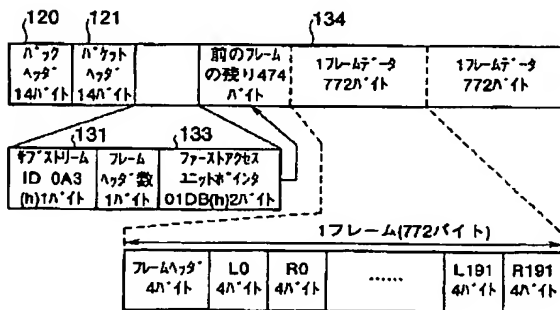 120 121 134
パック
ヘッダ
14バイト
パケット
ヘッダ
14バイト
前のフレーム
の残り474
バイト
1フレームデータ
772バイト
1フレームデータ
772バイト
131 133
サブストリーム
ID 0A3
(h)1バイト
フレーム
ヘッダ数
1バイト
ファーストアクセス
ユニットポインタ
01DB(h)2バイト
1フレーム(772バイト)
フレームヘッダ
4バイト
L0
4バイト
R0
4バイト
……
L191
4バイト
R191
4バイト